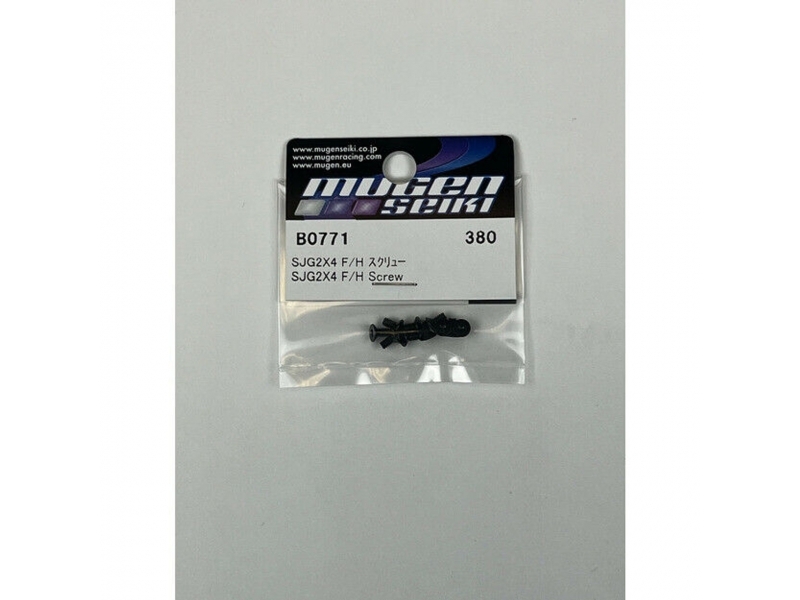 www.mugenseiki.co.jp
www.mugenracing.com
www.mugen.eu
mugen
seiki
B0771 380
SJG2X4 F/H スクリュー
SJG2X4 F/H Screw